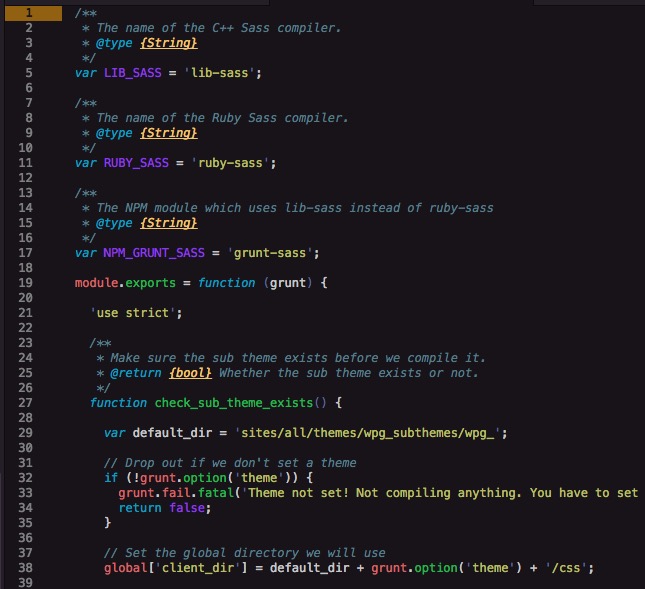 1 /**
2 * The name of the C++ Sass compiler.
3 * @type {String}
4 */
5 var LIB_SASS = 'lib-sass';
6
7 /**
8 * The name of the Ruby Sass compiler.
9 * @type {String}
10 */
11 var RUBY_SASS = 'ruby-sass';
12
13 /**
14 * The NPM module which uses lib-sass instead of ruby-sass
15 * @type {String}
16 */
17 var NPM_GRUNT_SASS = 'grunt-sass';
18
19 module.exports = function (grunt) {
20
21 'use strict';
22
23 /**
24 * Make sure the sub theme exists before we compile it.
25 * @return {bool} Whether the sub theme exists or not.
26 */
27 function check_sub_theme_exists() {
28
29 var default_dir = 'sites/all/themes/wpg_subthemes/wpg_';
30
31 // Drop out if we don't set a theme
32 if (!grunt.option('theme')) {
33 grunt.fail.fatal('Theme not set! Not compiling anything. You have to set
34 return false;
35 }
36
37 // Set the global directory we will use
38 global['client_dir'] = default_dir + grunt.option('theme') + '/css';
39